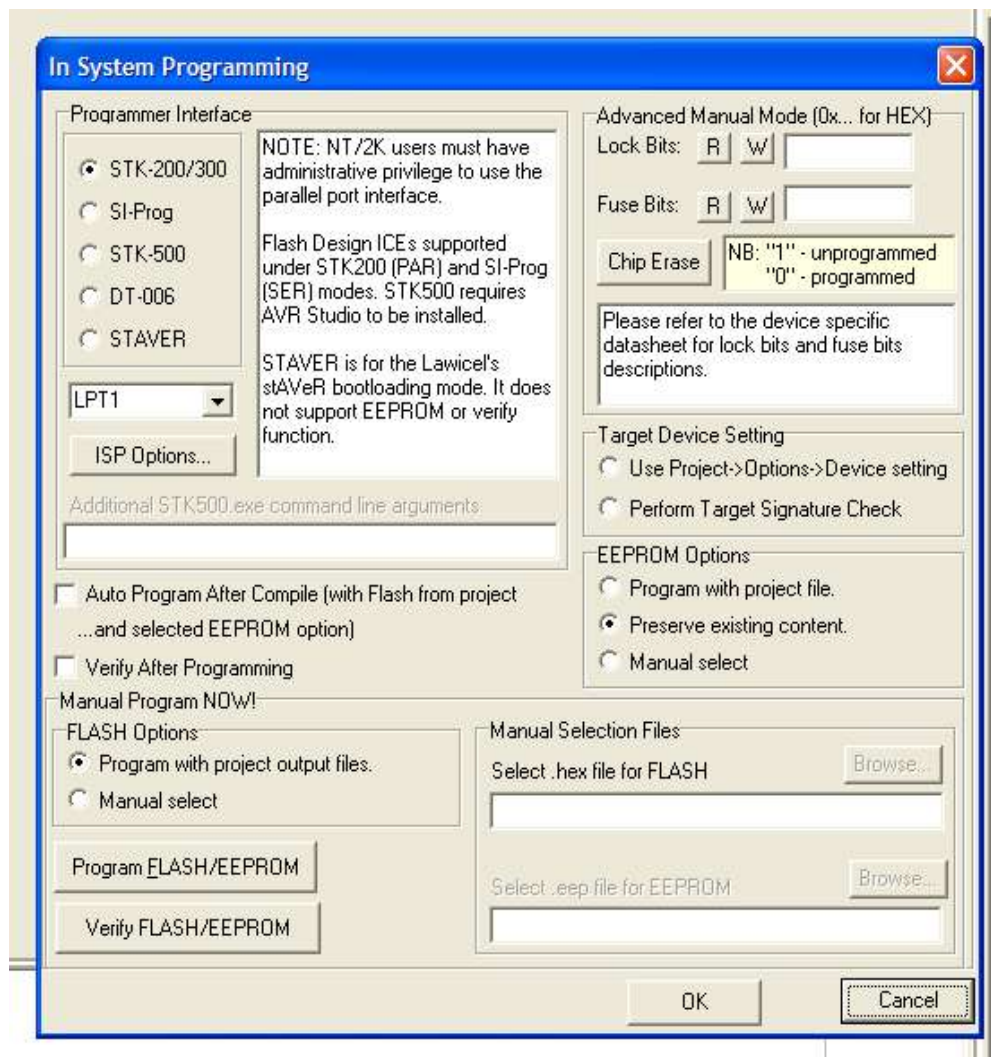 In System Programming
Programmer Interface
STK-200/300
SI-Prog
STK-500
DT-006
STAVER
LPT1
ISP Options...
NOTE: NT/2K users must have
administrative privilege to use the
parallel port interface.
Flash Design ICEs supported
under STK200 (PAR) and SI-Prog
(SER) modes. STK500 requires
AVR Studio to be installed.
STAVER is for the Lawicel's
stAVeR bootloading mode. It does
not support EEPROM or verify
function.
Additional STK500.exe command line arguments
Auto Program After Compile (with Flash from project
...and selected EEPROM option)
Verify After Programming
Advanced Manual Mode (0x... for HEX)
Lock Bits: R W
Fuse Bits: R W
Chip Erase
NB: "1" - unprogrammed
"0" - programmed
Please refer to the device specific
datasheet for lock bits and fuse bits
descriptions.
Target Device Setting
Use Project->Options->Device setting
Perform Target Signature Check
EEPROM Options
Program with project file.
Preserve existing content.
Manual select
Manual Program NOW!
FLASH Options
Program with project output files.
Manual select
Program FLASH/EEPROM
Verify FLASH/EEPROM
Manual Selection Files
Select .hex file for FLASH
Browse...
Select .eep file for EEPROM
Browse...
OK
Cancel